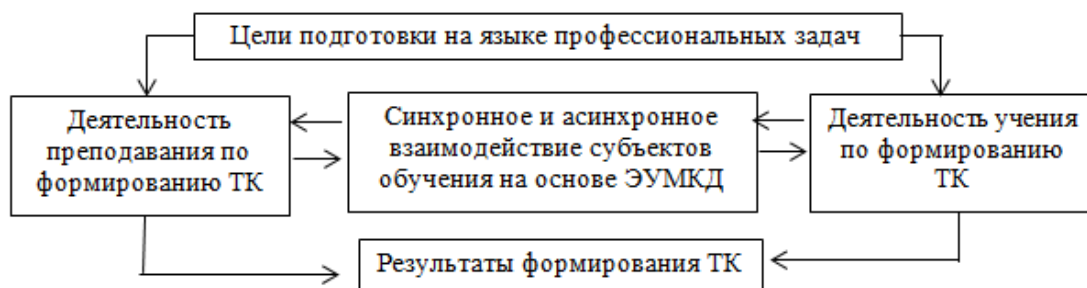 Цели подготовки на языке профессиональных задач
Деятельность
преподавания по
формированию ТК
Синхронное и асинхронное
взаимодействие субъектов
обучения на основе ЭУМКД
Деятельность учения
по формированию
ТК
Результаты формирования ТК